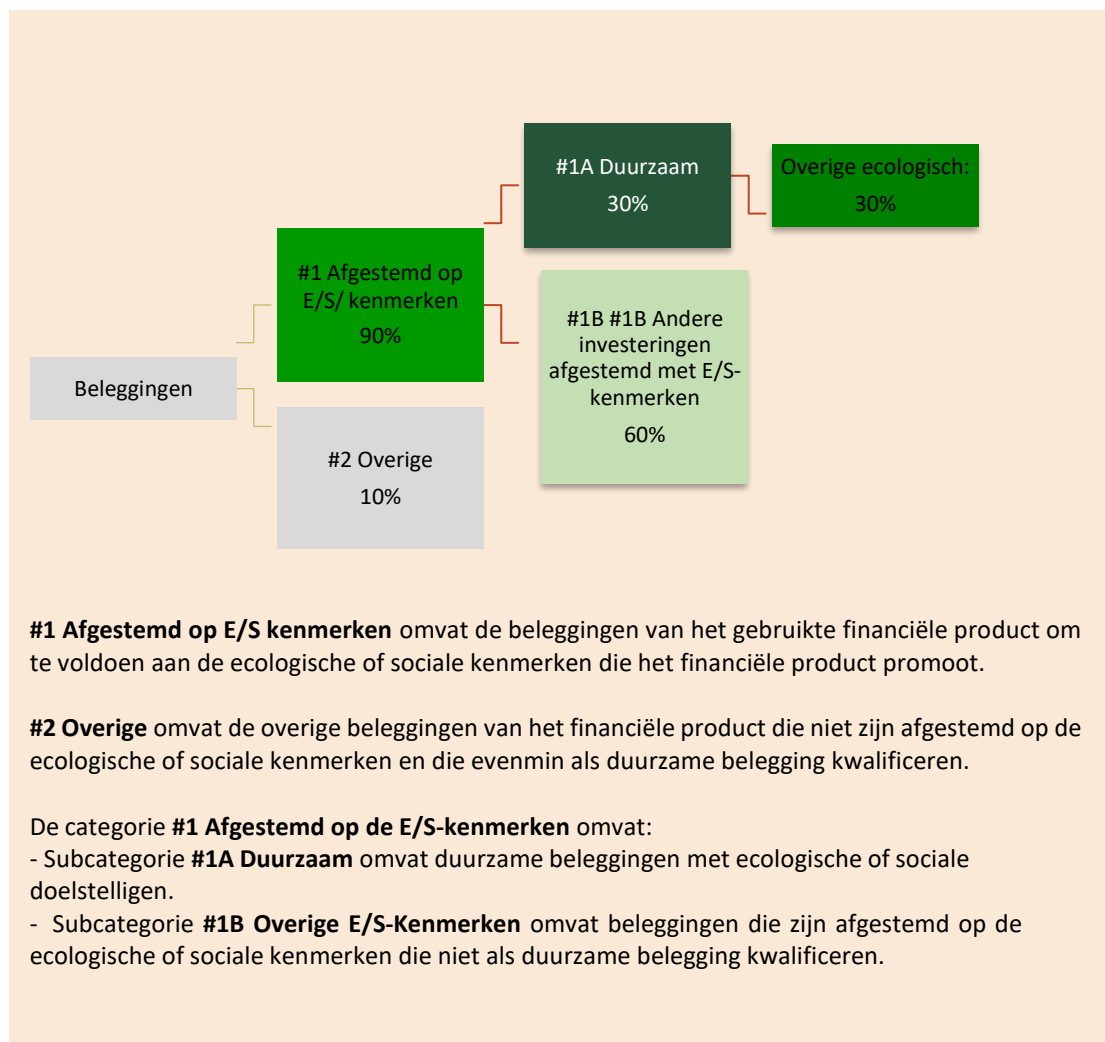 #1A Duurzaam
30%
Overige ecologisch:
30%
#1 Afgestemd op
E/S/ kenmerken
90%
#1B #1B Andere
investeringen
afgestemd met E/S-
kenmerken
60%
Beleggingen
#2 Overige
10%
#1 Afgestemd op E/S kenmerken omvat de beleggingen van het gebruikte financiële product om
te voldoen aan de ecologische of sociale kenmerken die het financiële product promoot.
#2 Overige omvat de overige beleggingen van het financiële product die niet zijn afgestemd op de
ecologische of sociale kenmerken en die evenmin als duurzame belegging kwalificeren.
De categorie #1 Afgestemd op de E/S-kenmerken omvat:
- Subcategorie #1A Duurzaam omvat duurzame beleggingen met ecologische of sociale
doelstelligen.
- Subcategorie #1B Overige E/S-Kenmerken omvat beleggingen die zijn afgestemd op de
ecologische of sociale kenmerken die niet als duurzame belegging kwalificeren.